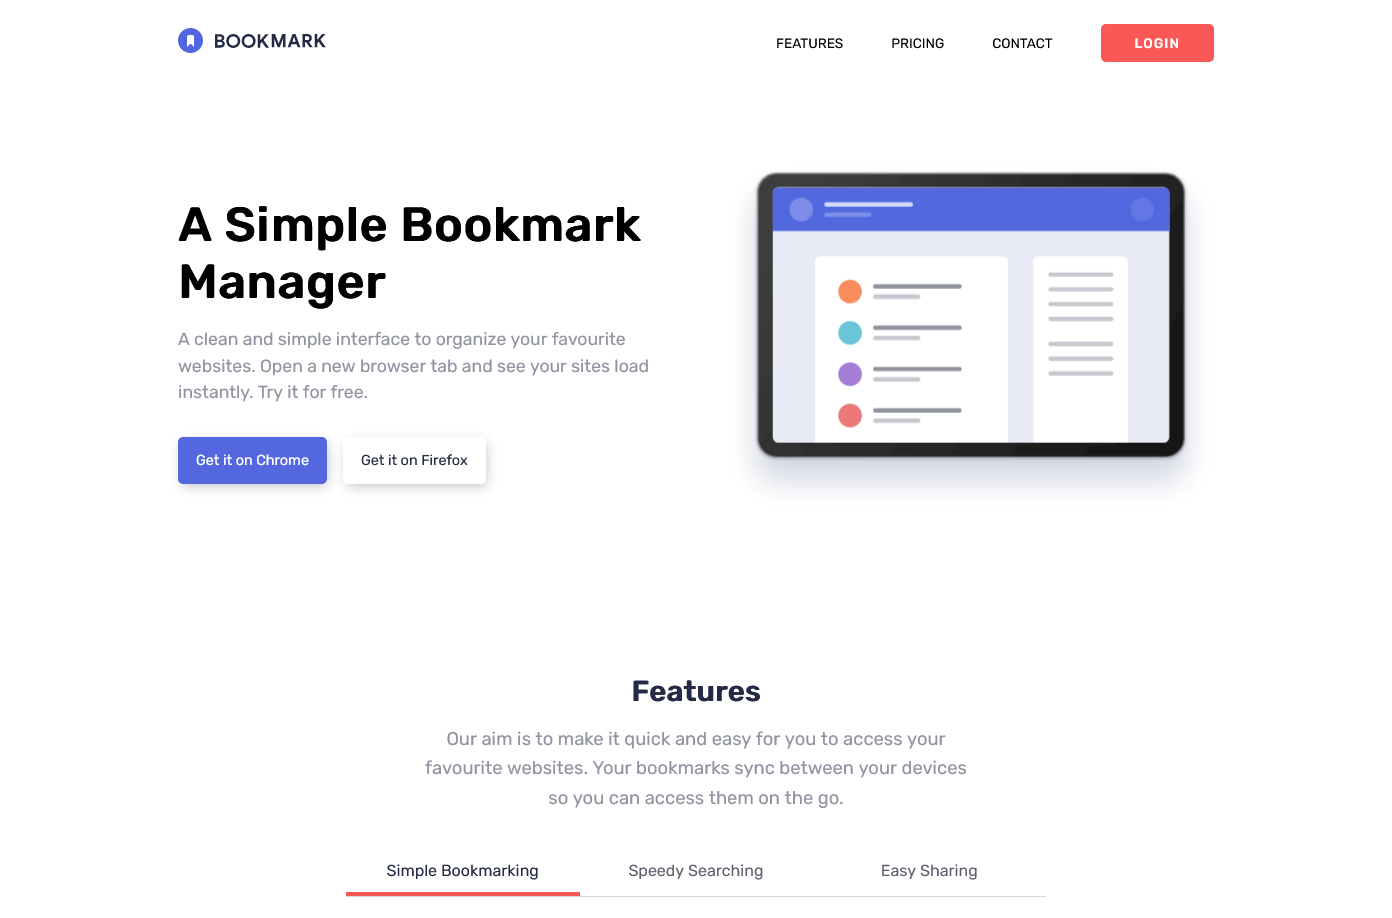 BOOKMARK
FEATURES
PRICING
CONTACT
LOGIN
A Simple Bookmark
Manager
A clean and simple interface to organize your favourite
websites. Open a new browser tab and see your sites load
instantly. Try it for free.
Get it on Chrome
Get it on Firefox
Features
Our aim is to make it quick and easy for you to access your
favourite websites. Your bookmarks sync between your devices
so you can access them on the go.
Simple Bookmarking
Speedy Searching
Easy Sharing